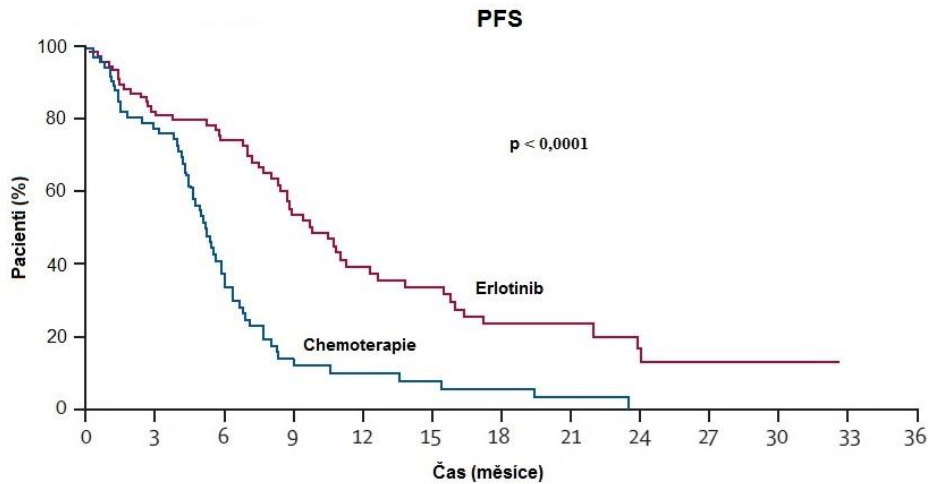 PFS
100
80
60
40
20
0
Pacienti (%)
p < 0,0001
Erlotinib
Chemoterapie
0 3 6 9 12 15 18 21 24 27 30 33 36
Čas (měsíce)